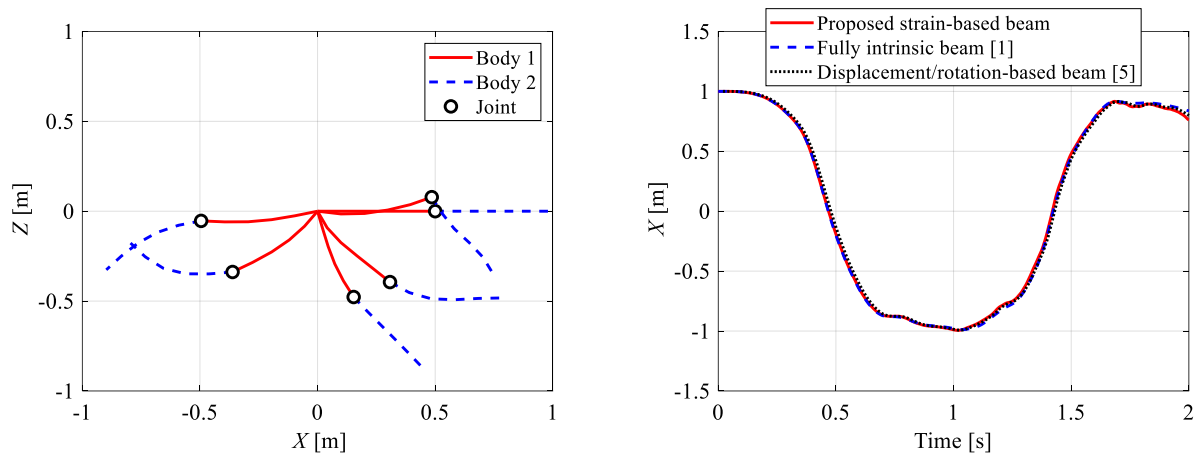 1
0.5
0
-0.5
-1
Z [m]
-1
-0.5
0
0.5
1
X [m]
Body 1
Body 2
Joint
1.5
1
0.5
0
-0.5
-1
-1.5
X [m]
0
0.5
1
1.5
2
Time [s]
Proposed strain-based beam
Fully intrinsic beam [1]
Displacement/rotation-based beam [5]